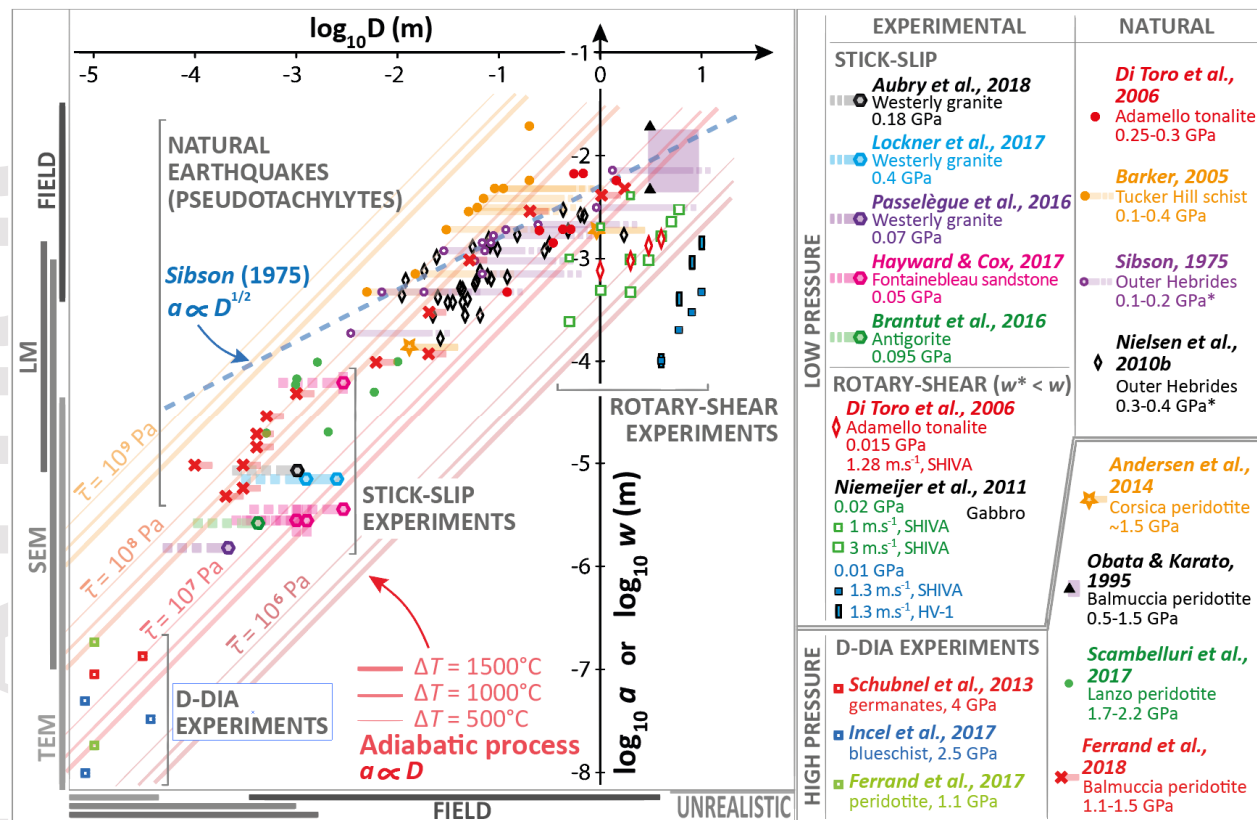 log10D (m)
-5
-4
-3
-2
-1
0
1
-1
-2
-3
-4
-5
-6
-7
-8
log10 a or log10 w (m)
FIELD
LM
SEM
TEM
NATURAL
EARTHQUAKES
(PSEUDOTACHYLYTES)
Sibson (1975)
a ∝ D1/2
τ̅ = 10⁹ Pa
τ̅ = 10⁸ Pa
τ̅ = 10⁷ Pa
τ̅ = 10⁶ Pa
ROTARY-SHEAR
EXPERIMENTS
STICK-SLIP
EXPERIMENTS
D-DIA
EXPERIMENTS
ΔT = 1500°C
ΔT = 1000°C
ΔT = 500°C
Adiabatic process
a ∝ D
FIELD
UNREALISTIC
EXPERIMENTAL
LOW PRESSURE
STICK-SLIP
Aubry et al., 2018
Westerly granite
0.18 GPa
Lockner et al., 2017
Westerly granite
0.4 GPa
Passelègue et al., 2016
Westerly granite
0.07 GPa
Hayward & Cox, 2017
Fontainebleau sandstone
0.05 GPa
Brantut et al., 2016
Antigorite
0.095 GPa
ROTARY-SHEAR (w* < w)
Di Toro et al., 2006
Adamello tonalite
0.015 GPa
1.28 m.s-1, SHIVA
Niemeijer et al., 2011
0.02 GPa
Gabbro
1 m.s-1, SHIVA
3 m.s-1, SHIVA
0.01 GPa
1.3 m.s-1, SHIVA
1.3 m.s-1, HV-1
HIGH PRESSURE
D-DIA EXPERIMENTS
Schubnel et al., 2013
germanates, 4 GPa
Incel et al., 2017
blueschist, 2.5 GPa
Ferrand et al., 2017
peridotite, 1.1 GPa
NATURAL
Di Toro et al.,
2006
Adamello tonalite
0.25-0.3 GPa
Barker, 2005
Tucker Hill schist
0.1-0.4 GPa
Sibson, 1975
Outer Hebrides
0.1-0.2 GPa*
Nielsen et al.,
2010b
Outer Hebrides
0.3-0.4 GPa*
Andersen et al.,
2014
Corsica peridotite
~1.5 GPa
Obata & Karato,
1995
Balmuccia peridotite
0.5-1.5 GPa
Scambelluri et al.,
2017
Lanzo peridotite
1.7-2.2 GPa
Ferrand et al.,
2018
Balmuccia peridotite
1.1-1.5 GPa